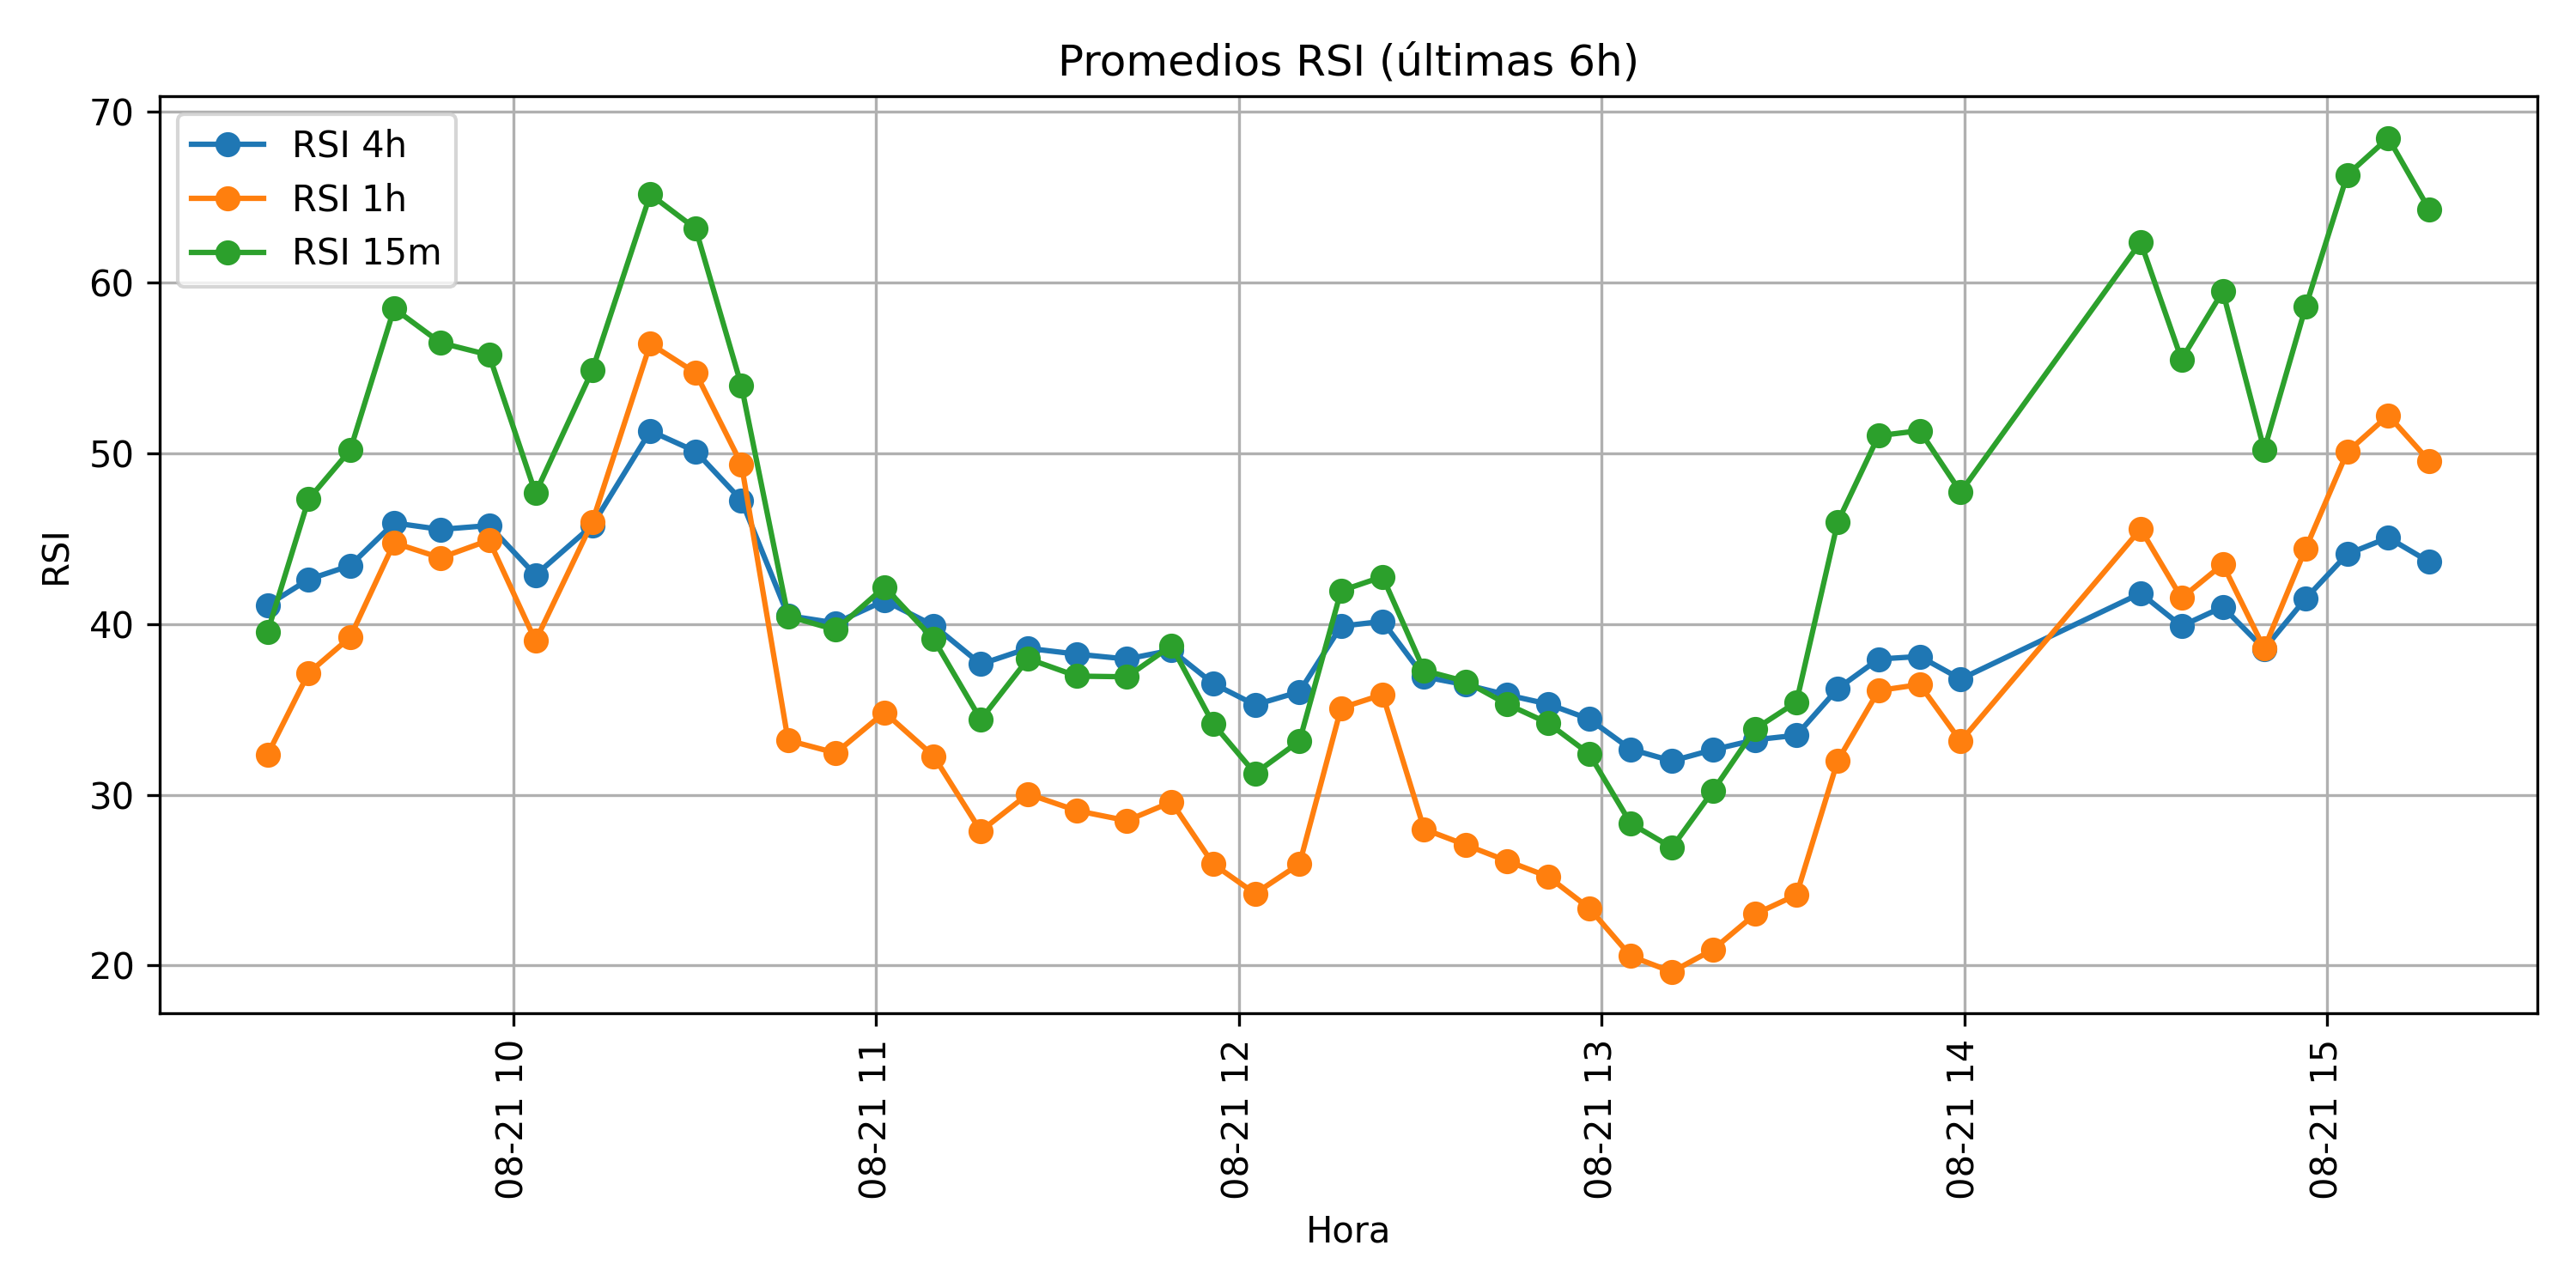 Promedios RSI (últimas 6h)
70
60
50
40
30
20
RSI
RSI 4h
RSI 1h
RSI 15m
08-21 10
08-21 11
08-21 12
08-21 13
08-21 14
08-21 15
Hora